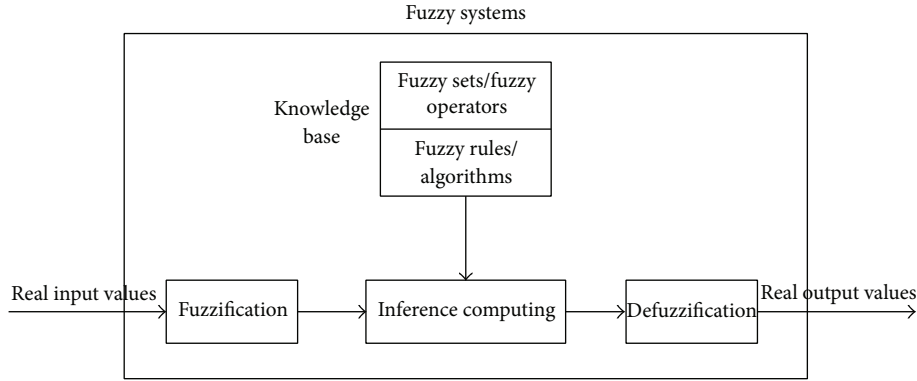 Fuzzy systems
Fuzzy sets/fuzzy
operators
Knowledge
base
Fuzzy rules/
algorithms
Real input values
Fuzzification
Inference computing
Defuzzification
Real output values